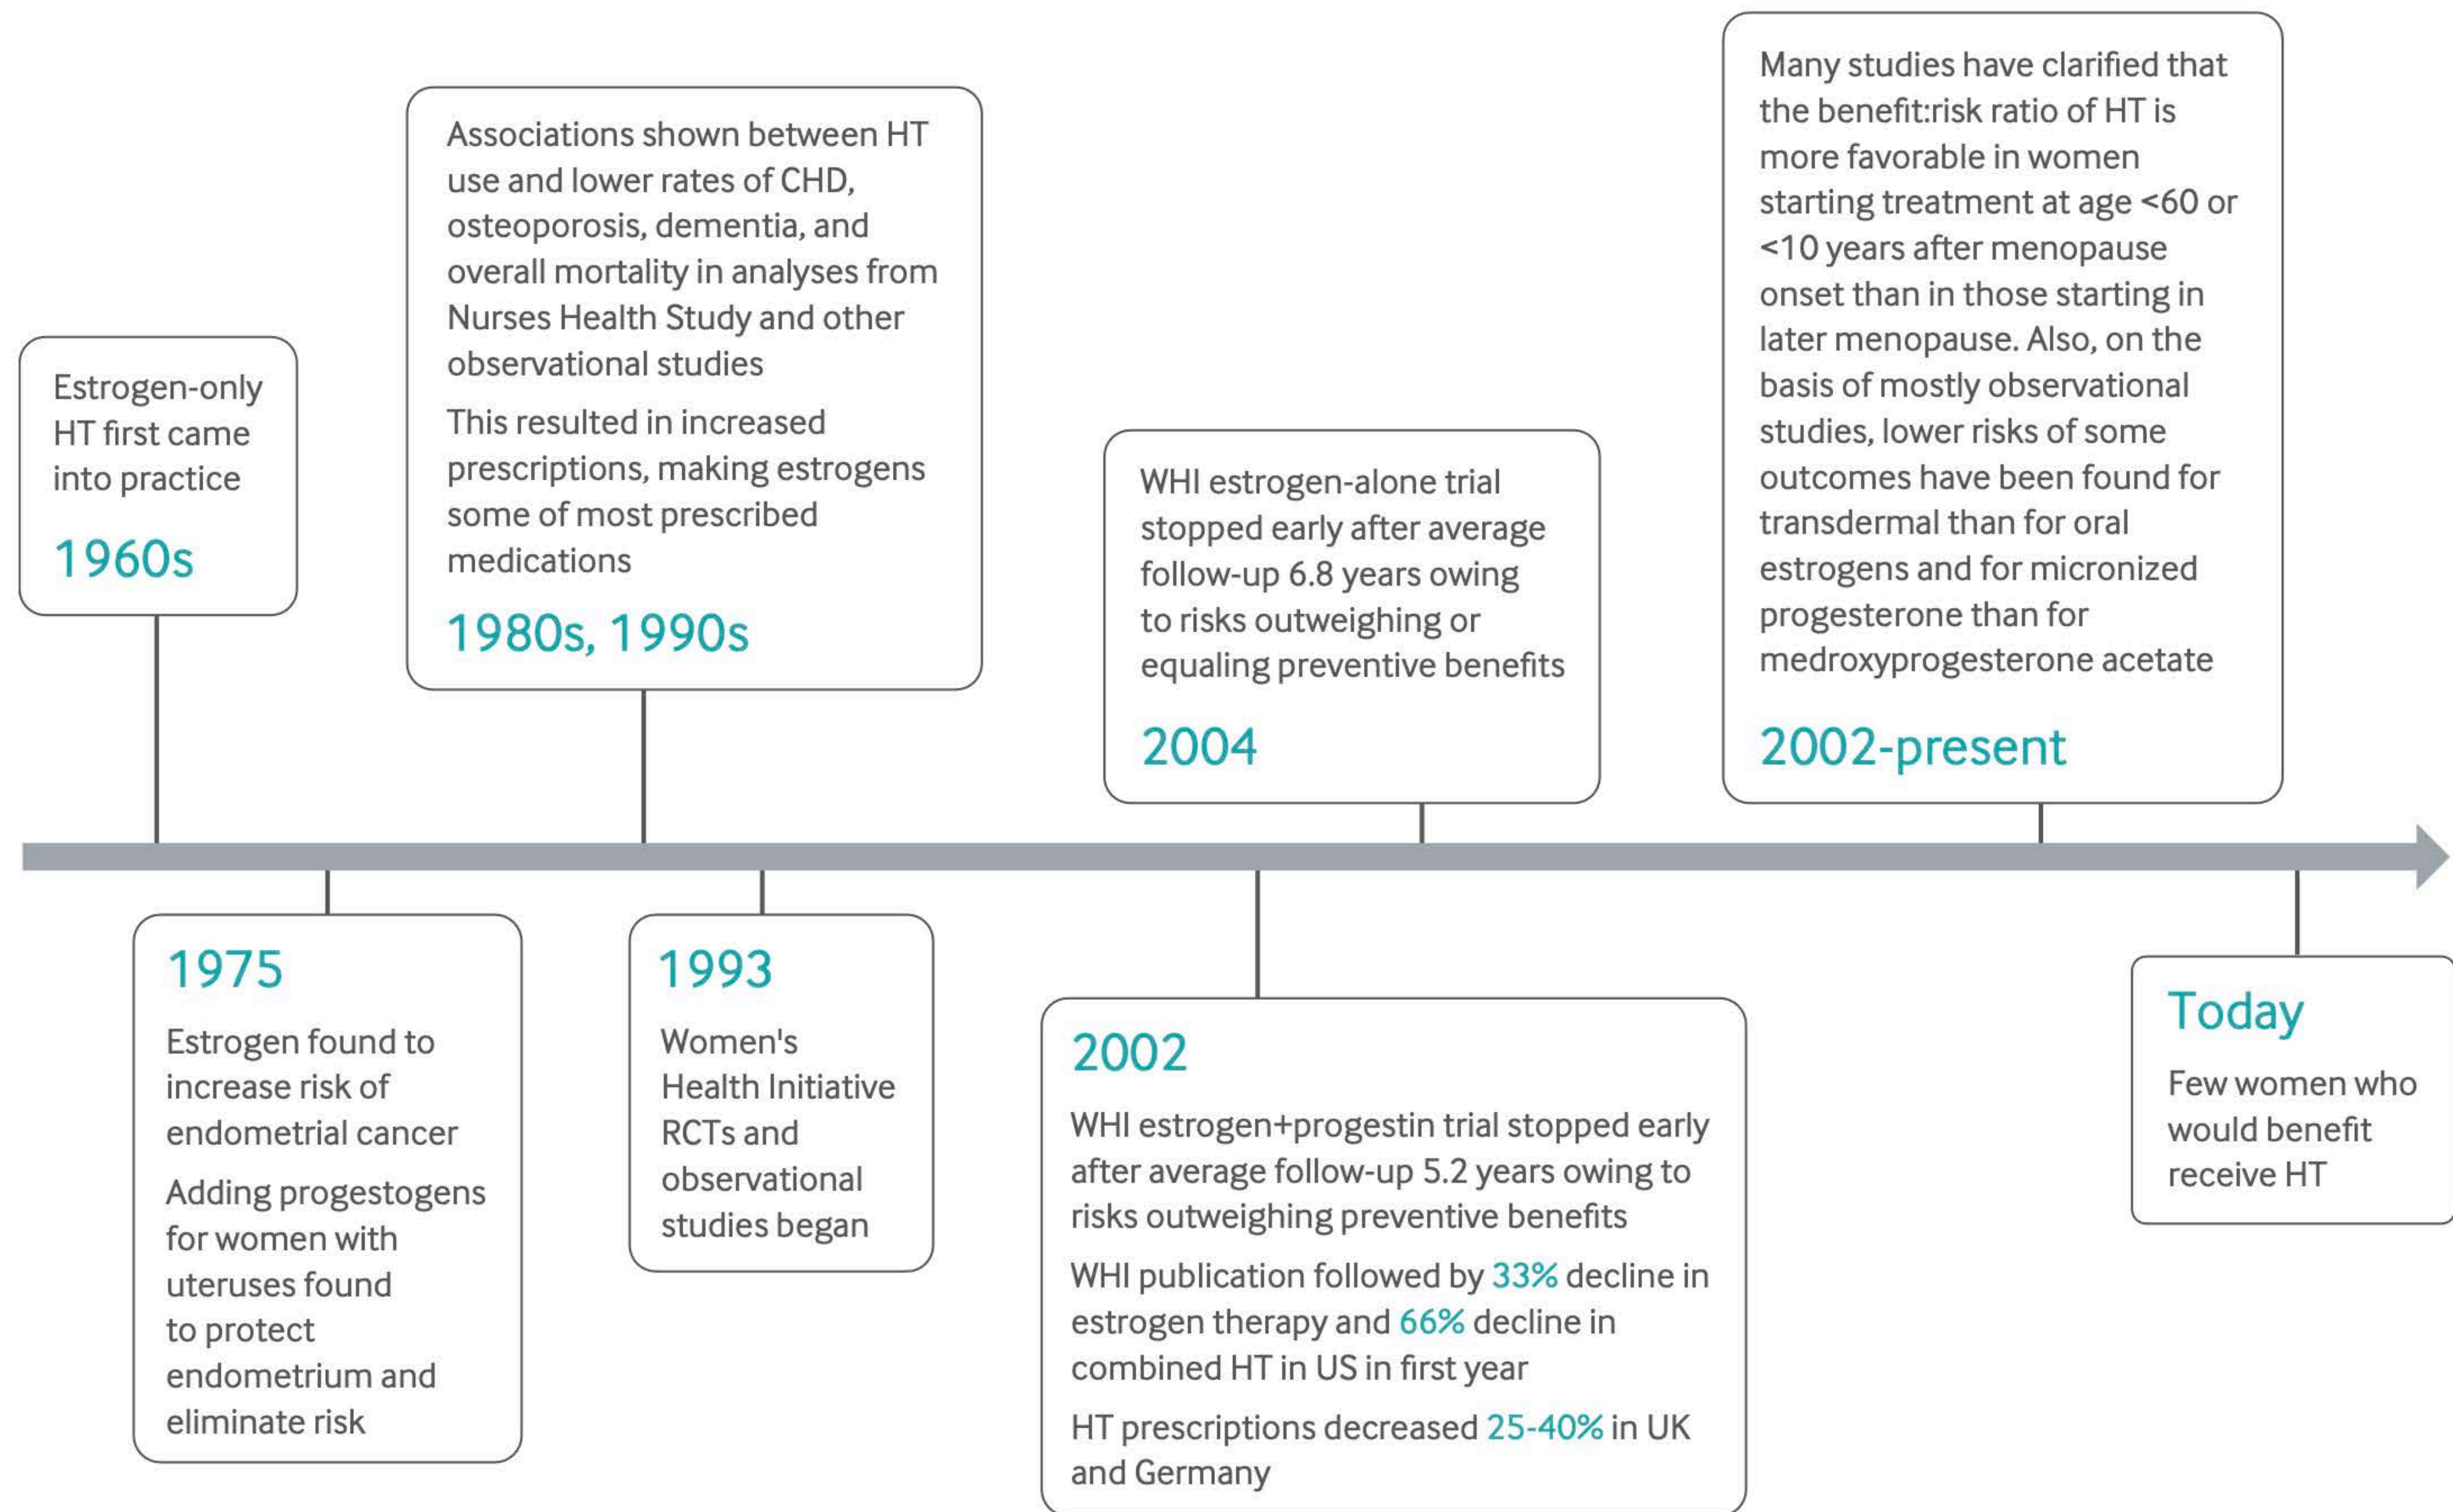 Estrogen-only
HT first came
into practice
1960s
1975
Estrogen found to
increase risk of
endometrial cancer
Adding progestogens
for women with
uteruses found
to protect
endometrium and
eliminate risk
Associations shown between HT
use and lower rates of CHD,
osteoporosis, dementia, and
overall mortality in analyses from
Nurses Health Study and other
observational studies
This resulted in increased
prescriptions, making estrogens
some of most prescribed
medications
1980s, 1990s
1993
Women's
Health Initiative
RCTs and
observational
studies began
2002
WHI estrogen+progestin trial stopped early
after average follow-up 5.2 years owing to
risks outweighing preventive benefits
WHI publication followed by 33% decline in
estrogen therapy and 66% decline in
combined HT in US in first year
HT prescriptions decreased 25-40% in UK
and Germany
WHI estrogen-alone trial
stopped early after average
follow-up 6.8 years owing
to risks outweighing or
equaling preventive benefits
2004
Many studies have clarified that
the benefit:risk ratio of HT is
more favorable in women
starting treatment at age <60 or
<10 years after menopause
onset than in those starting in
later menopause. Also, on the
basis of mostly observational
studies, lower risks of some
outcomes have been found for
transdermal than for oral
estrogens and for micronized
progesterone than for
medroxyprogesterone acetate
2002-present
Today
Few women who
would benefit
receive HT